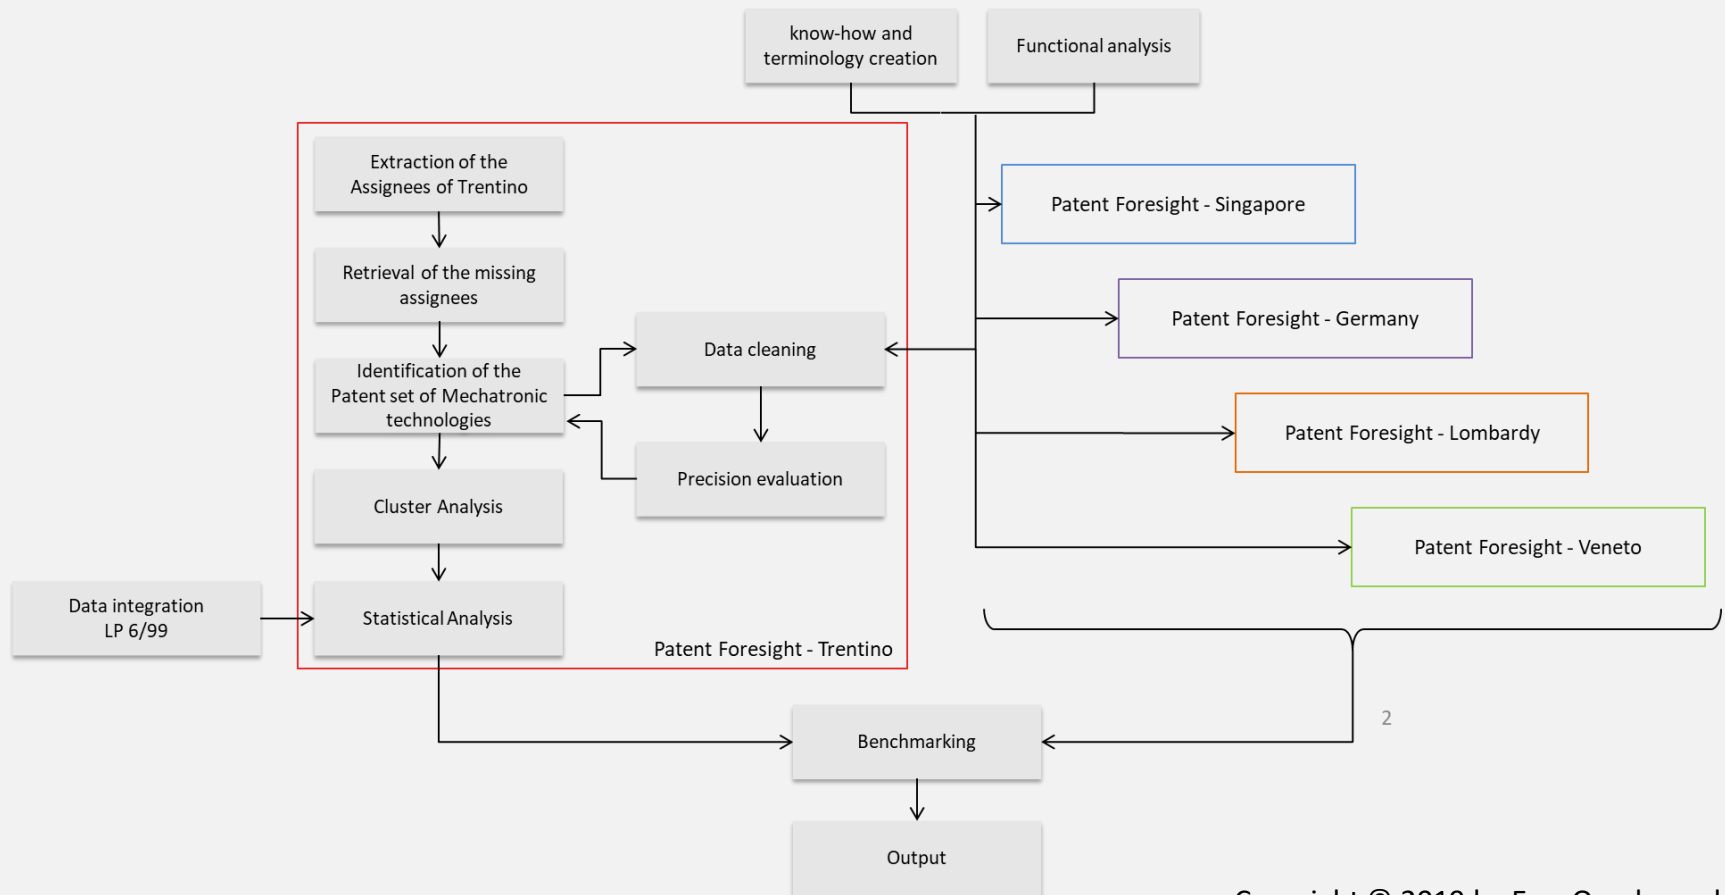 know-how and
terminology creation
Functional analysis
Extraction of the
Assignees of Trentino
Patent Foresight - Singapore
Retrieval of the missing
assignees
Patent Foresight - Germany
Data cleaning
Identification of the
Patent set of Mechatronic
technologies
Patent Foresight - Lombardy
Precision evaluation
Cluster Analysis
Patent Foresight - Veneto
Data integration
LP 6/99
Statistical Analysis
Patent Foresight - Trentino
2
Benchmarking
Output
Copyright © 2019 by